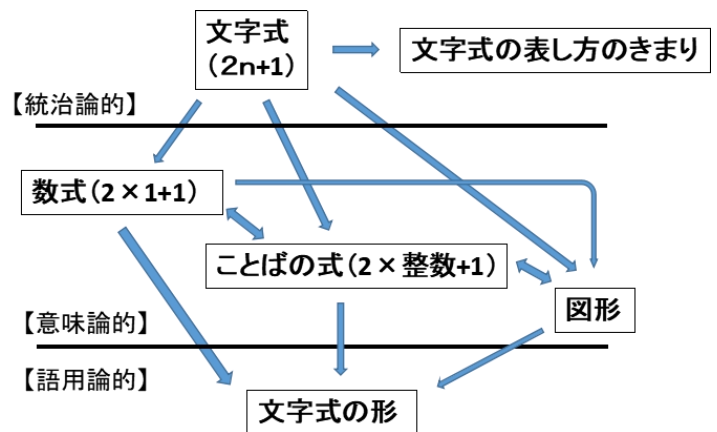 文字式
（2n+1）
文字式の表し方のきまり
【統治論的】
数式（2×1+1）
ことばの式（2×整数+1）
図形
【意味論的】
【語用論的】
文字式の形